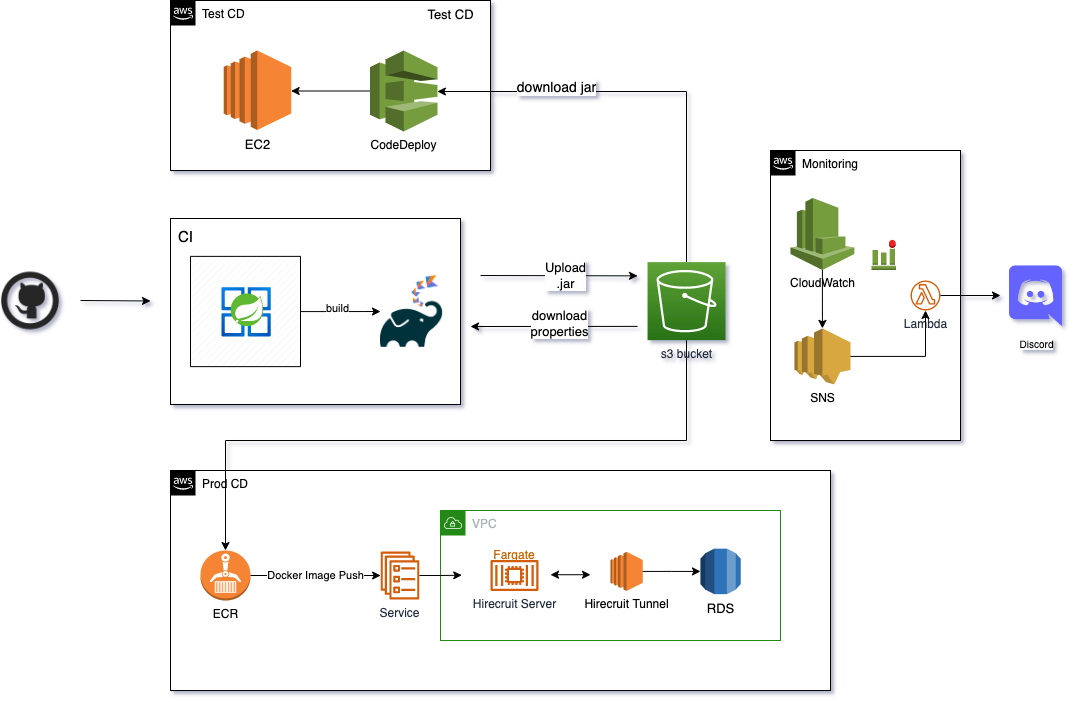 aws
Test CD
Test CD
EC2
CodeDeploy
download jar
CI
build
Upload
.jar
download
properties
s3 bucket
aws
Monitoring
CloudWatch
Lambda
SNS
Discord
aws
Prod CD
ECR
Docker Image Push
Service
VPC
Fargate
Hirecruit Server
Hirecruit Tunnel
RDS